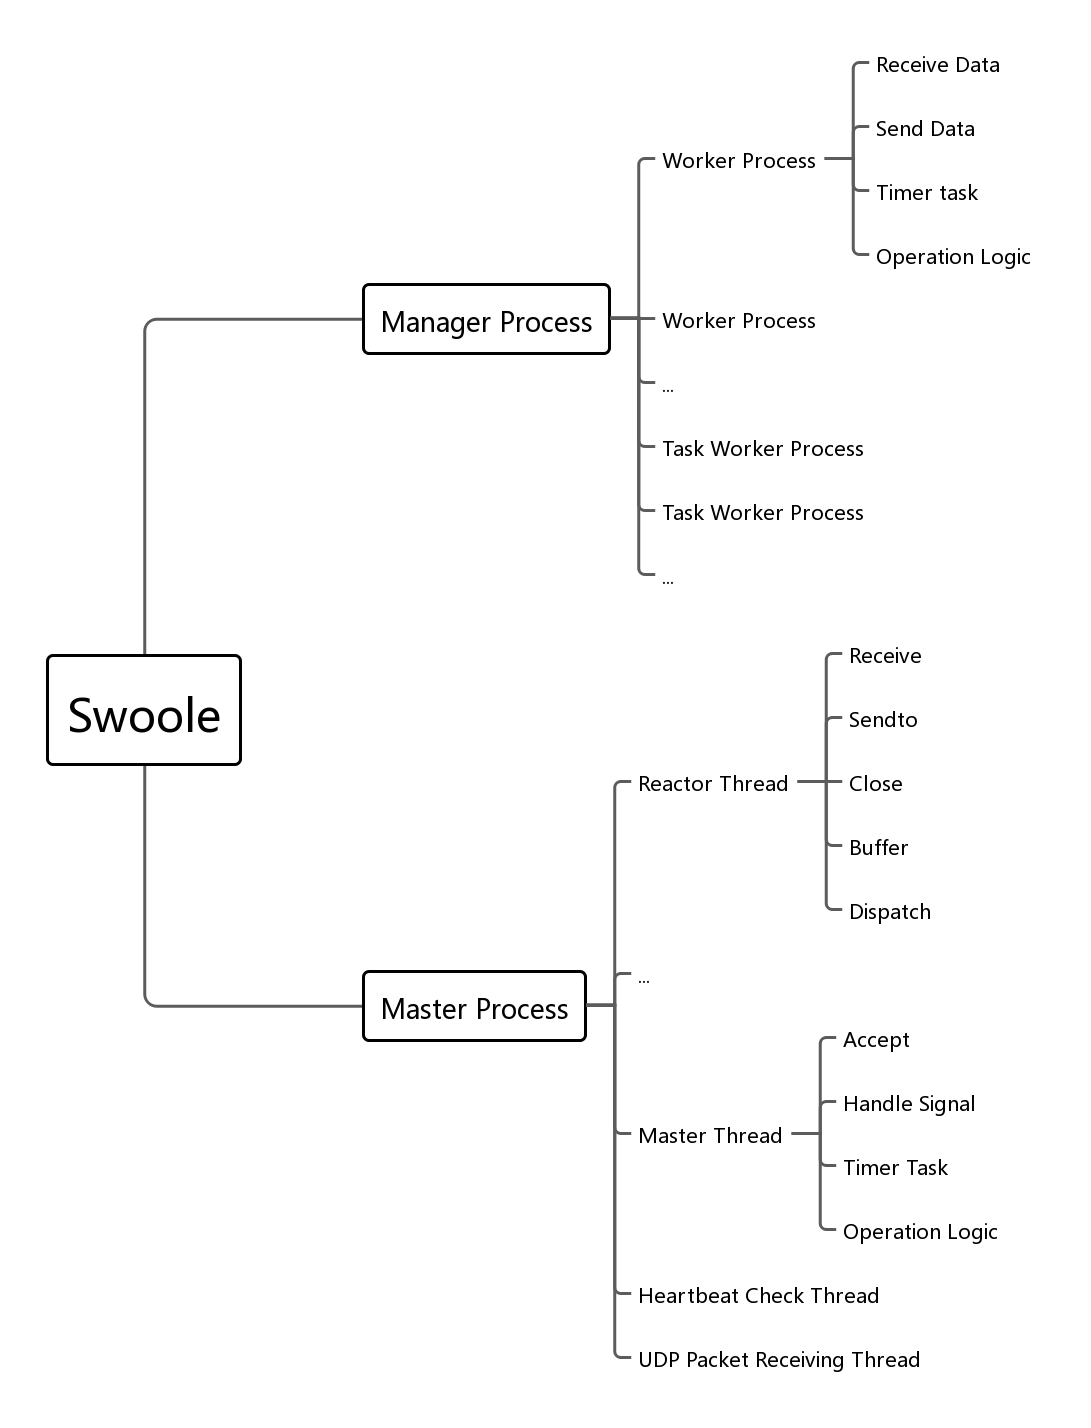 Swoole
Manager Process
Worker Process
Receive Data
Send Data
Timer task
Operation Logic
Worker Process
...
Task Worker Process
Task Worker Process
...
Master Process
Reactor Thread
Receive
Sendto
Close
Buffer
Dispatch
...
Master Thread
Accept
Handle Signal
Timer Task
Operation Logic
Heartbeat Check Thread
UDP Packet Receiving Thread